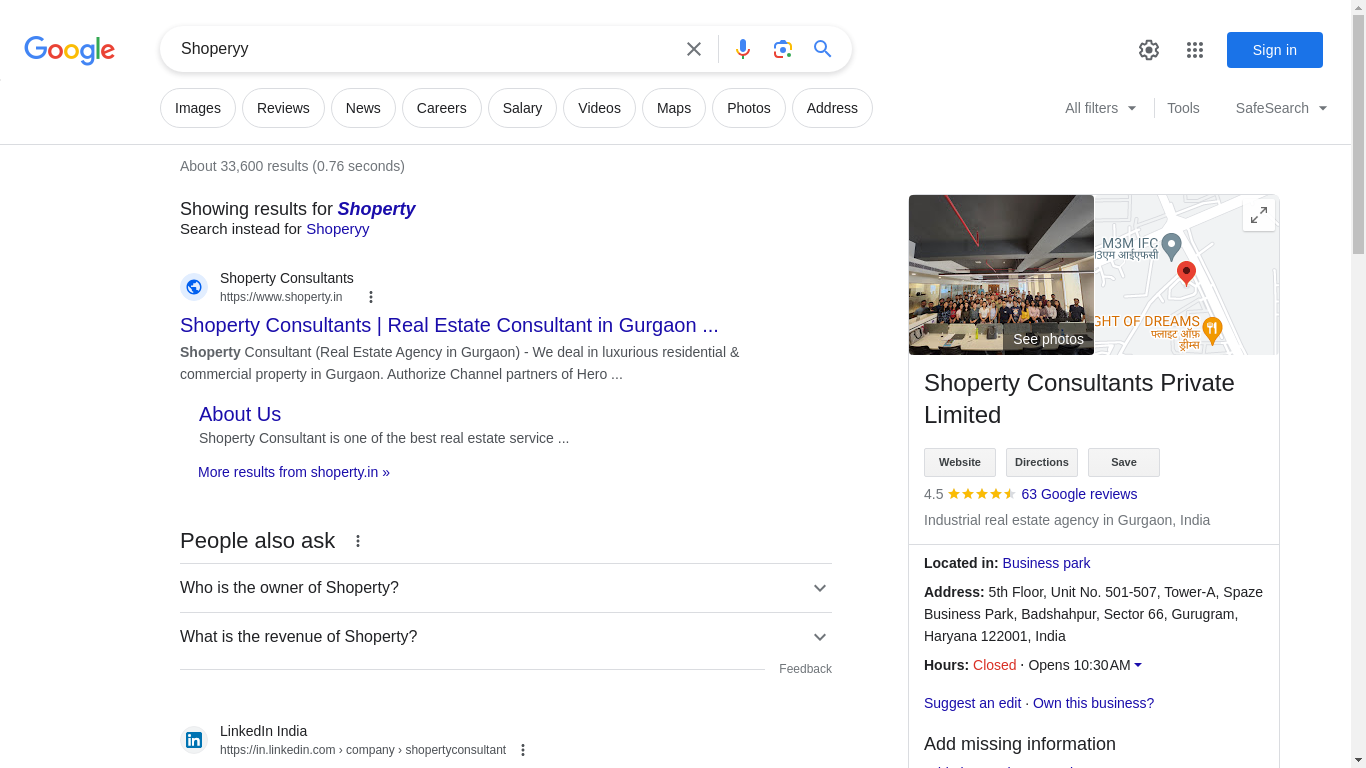 Google
Shoperyy
Sign in
Images
Reviews
News
Careers
Salary
Videos
Maps
Photos
Address
All filters
Tools
SafeSearch
About 33,600 results (0.76 seconds)
Showing results for Shoperty
Search instead for Shoperyy
Shoperty Consultants
https://www.shoperty.in
Shoperty Consultants | Real Estate Consultant in Gurgaon ...
Shoperty Consultant (Real Estate Agency in Gurgaon) - We deal in luxurious residential &
commercial property in Gurgaon. Authorize Channel partners of Hero ...
About Us
Shoperty Consultant is one of the best real estate service ...
More results from shoperty.in »
People also ask
Who is the owner of Shoperty?
What is the revenue of Shoperty?
Feedback
LinkedIn India
https://in.linkedin.com › company › shopertyconsultant
See photos
M3M IFC
3एम आईएफसी
GHT OF DREAMS
फ्लाइट ऑफ़
ड्रीम्स
Shoperty Consultants Private
Limited
Website
Directions
Save
4.5
63 Google reviews
Industrial real estate agency in Gurgaon, India
Located in: Business park
Address: 5th Floor, Unit No. 501-507, Tower-A, Spaze
Business Park, Badshahpur, Sector 66, Gurugram,
Haryana 122001, India
Hours: Closed · Opens 10:30 AM
Suggest an edit · Own this business?
Add missing information